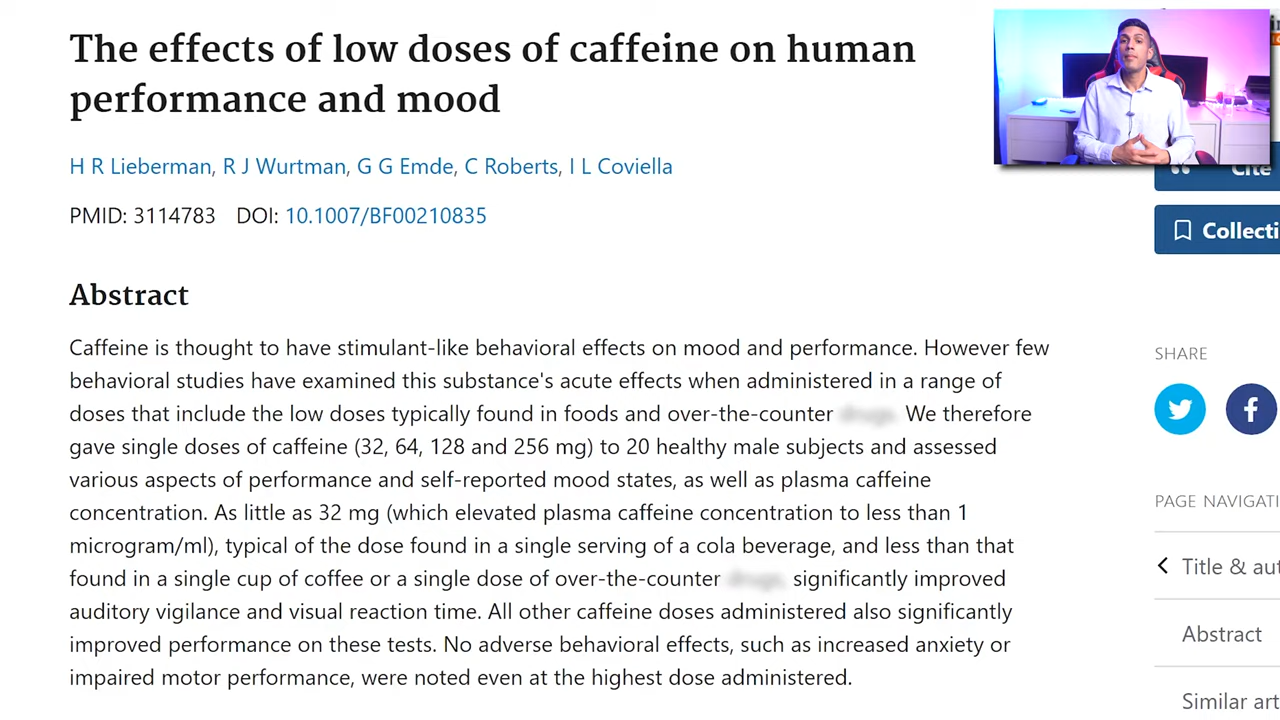 The effects of low doses of caffeine on human
performance and mood
H R Lieberman, R J Wurtman, G G Emde, C Roberts, I L Coviella
PMID: 3114783 DOI: 10.1007/BF00210835
Cite
Collecti
Abstract
Caffeine is thought to have stimulant-like behavioral effects on mood and performance. However few
behavioral studies have examined this substance's acute effects when administered in a range of
doses that include the low doses typically found in foods and over-the-counter We therefore
gave single doses of caffeine (32, 64, 128 and 256 mg) to 20 healthy male subjects and assessed
various aspects of performance and self-reported mood states, as well as plasma caffeine
concentration. As little as 32 mg (which elevated plasma caffeine concentration to less than 1
microgram/ml), typical of the dose found in a single serving of a cola beverage, and less than that
found in a single cup of coffee or a single dose of over-the-counter significantly improved
auditory vigilance and visual reaction time. All other caffeine doses administered also significantly
improved performance on these tests. No adverse behavioral effects, such as increased anxiety or
impaired motor performance, were noted even at the highest dose administered.
SHARE
PAGE NAVIGATI
Title & aut
Abstract
Similar art